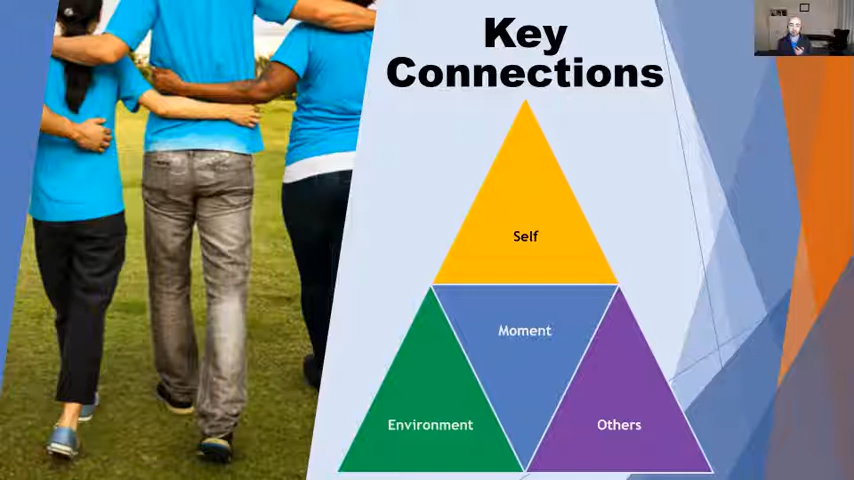 Key
Connections
Self
Moment
Environment
Others